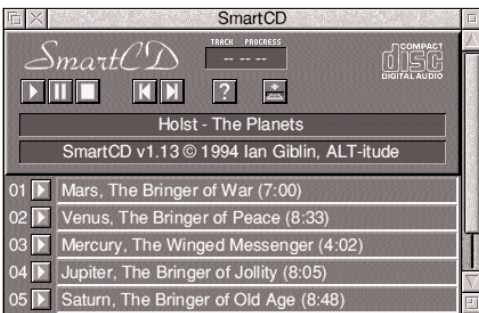 SmartCD
SmartCD
TRACK PROGRESS
-- -- --
COMPACT
disc
DIGITAL AUDIO
?
Holst - The Planets
SmartCD v1.13 © 1994 Ian Giblin, ALT-itude
01 Mars, The Bringer of War (7:00)
02 Venus, The Bringer of Peace (8:33)
03 Mercury, The Winged Messenger (4:02)
04 Jupiter, The Bringer of Jollity (8:05)
05 Saturn, The Bringer of Old Age (8:48)